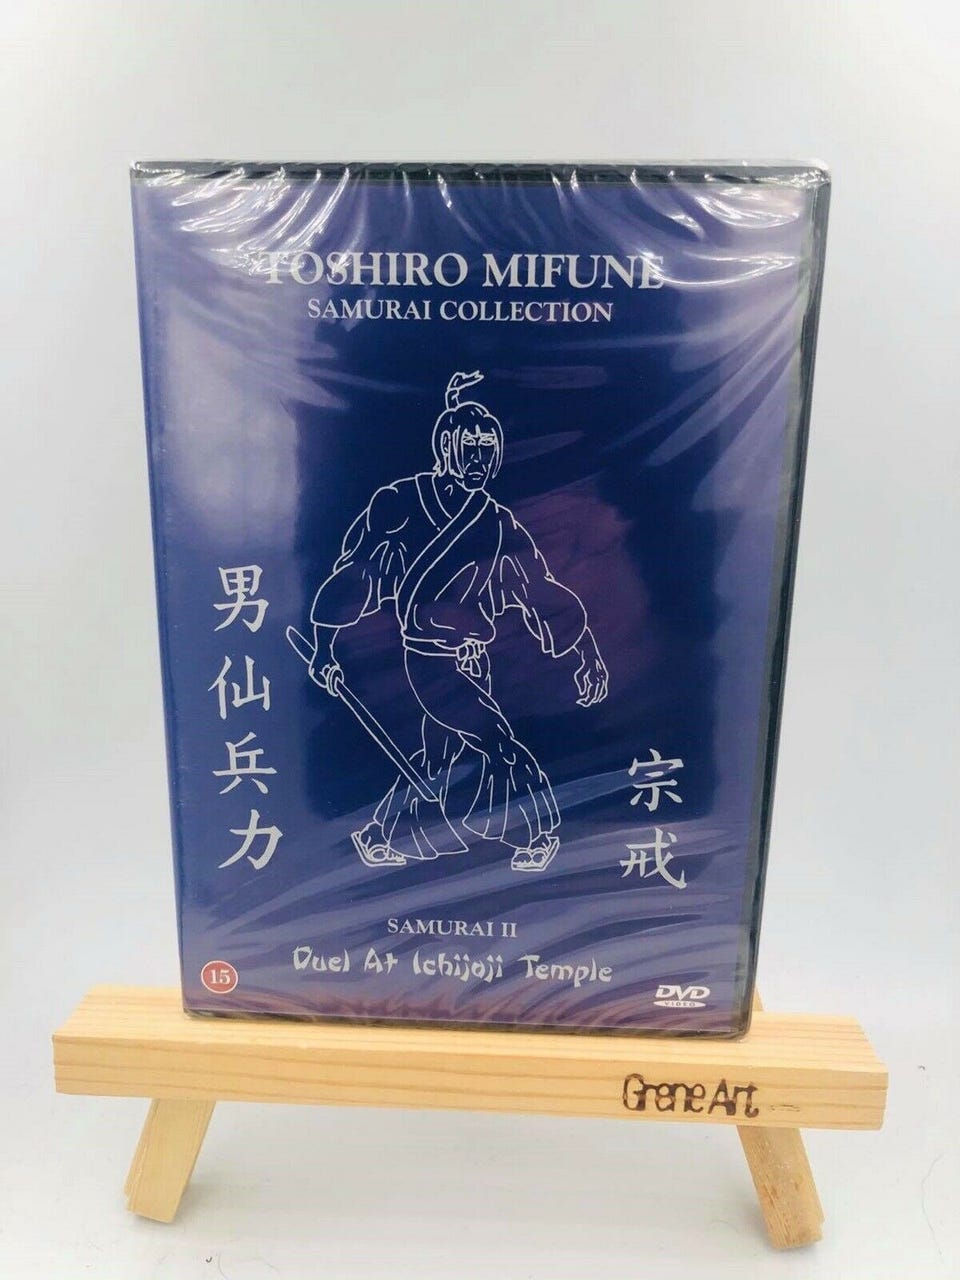 TOSHIRO MIFUNE
SAMURAI COLLECTION
男仙兵力
宗戒
SAMURAI II
Duel At Ichijoji Temple
15
DVD
VIDEO
Grene Art